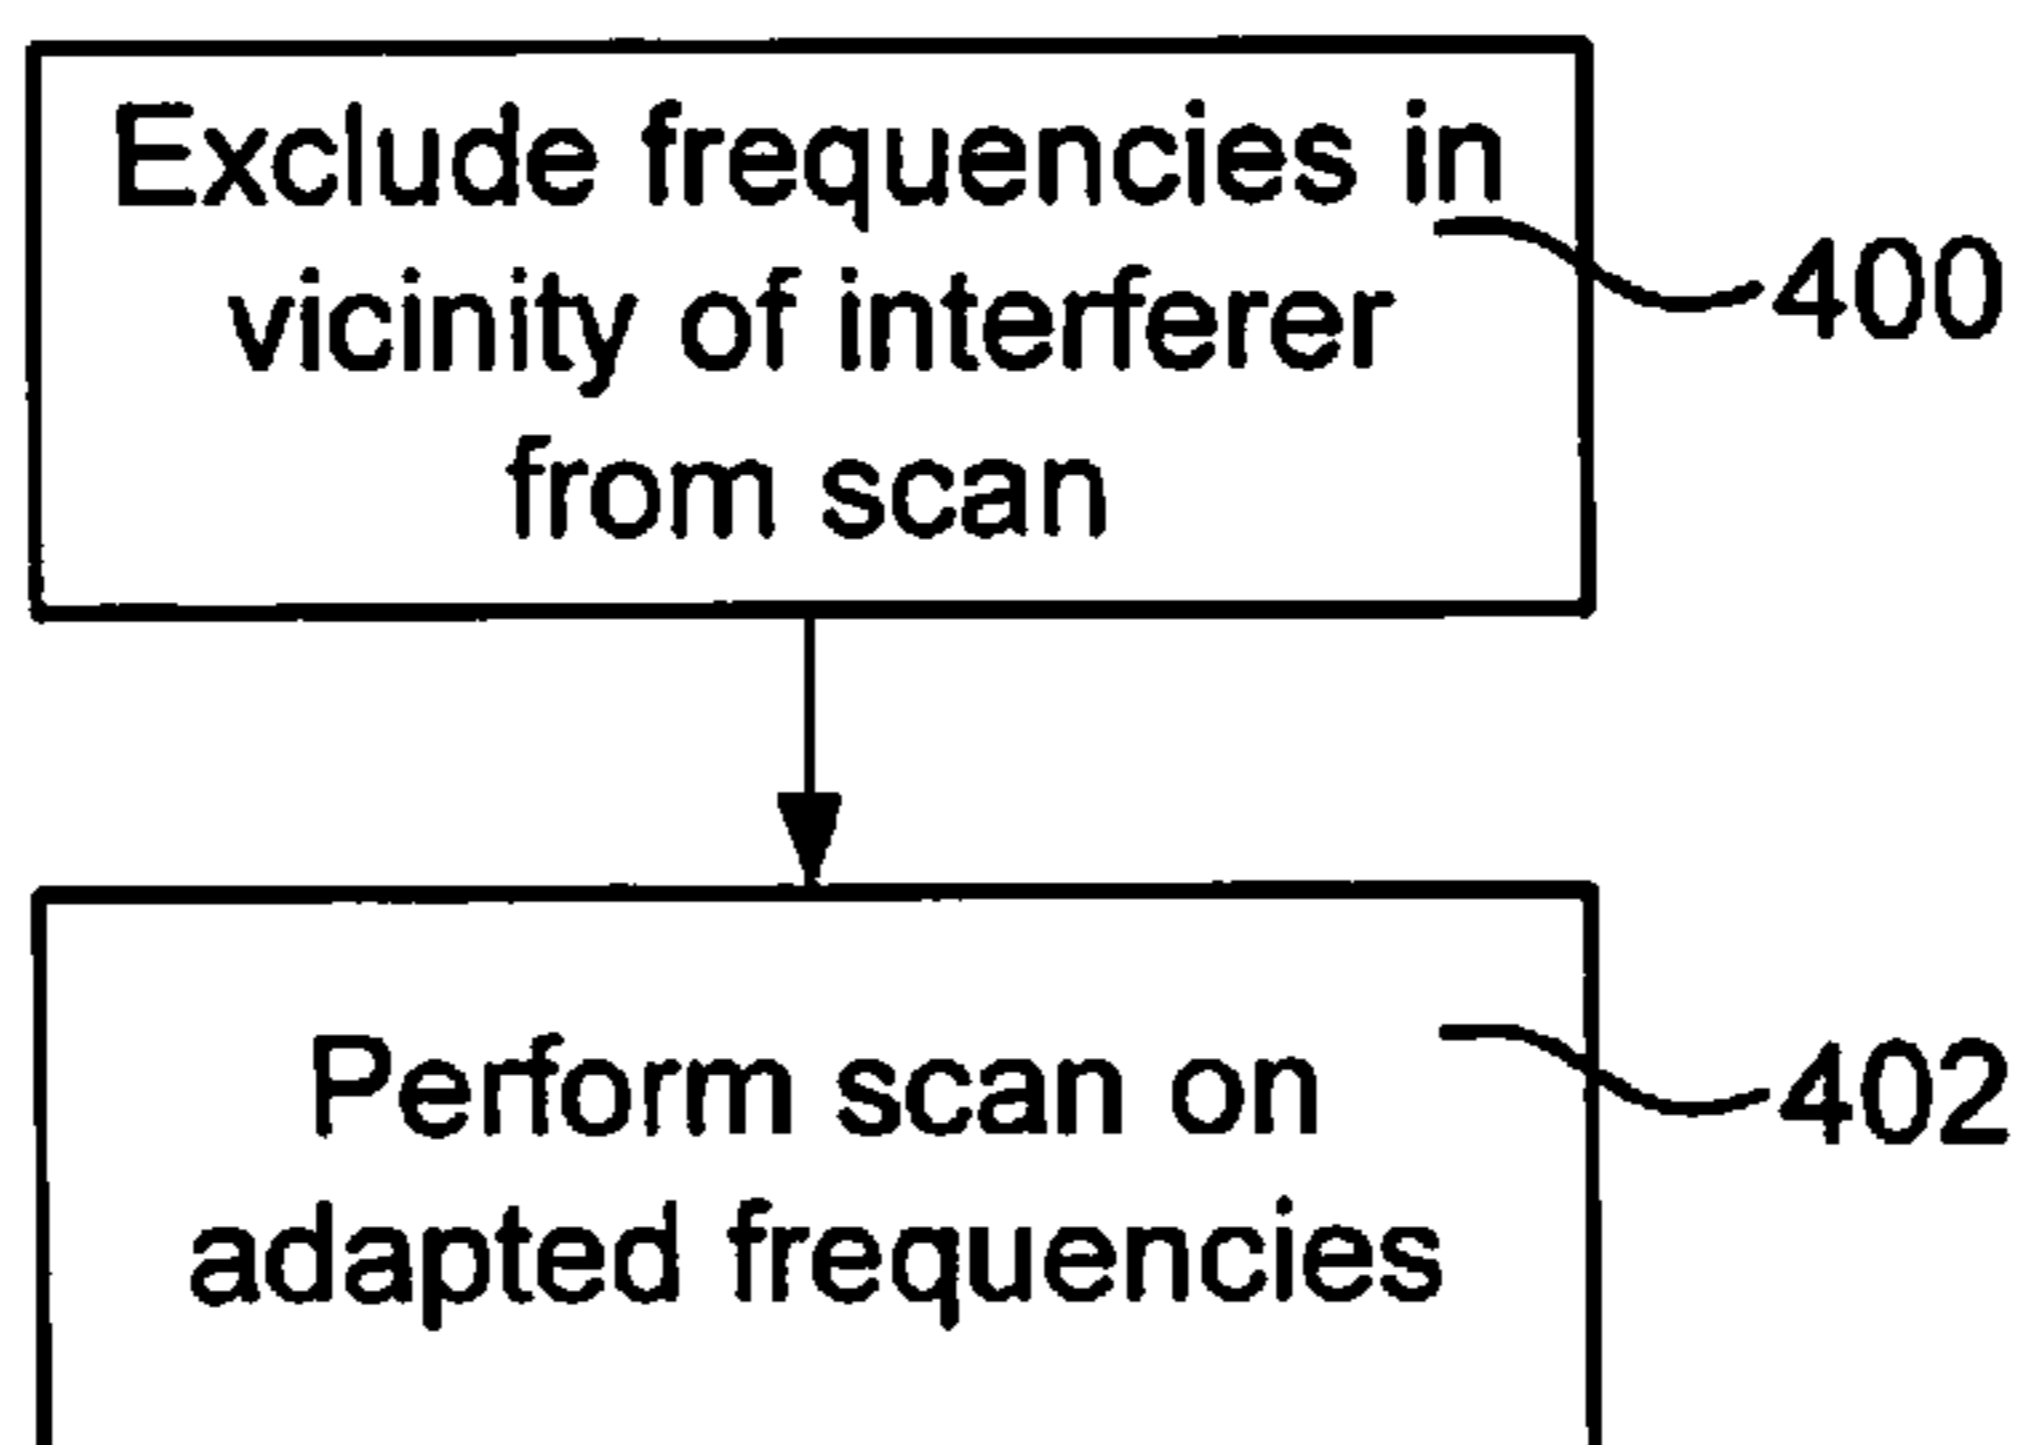 Exclude frequencies in
vicinity of interferer
from scan
400
Perform scan on
adapted frequencies
402